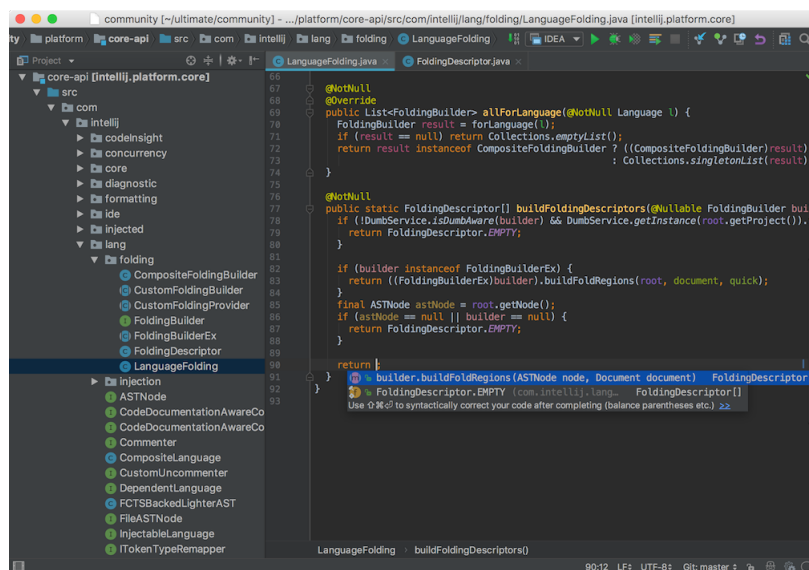 community [~/ultimate/community] - .../platform/core-api/src/com/intellij/lang/folding/LanguageFolding.java [intellij.platform.core]
ty platform core-api src com intellij lang folding LanguageFolding IDEA
Project
LanguageFolding.java
FoldingDescriptor.java
core-api [intellij.platform.core]
src
com
intellij
codeInsight
concurrency
core
diagnostic
formatting
ide
injected
lang
folding
CompositeFoldingBuilder
CustomFoldingBuilder
CustomFoldingProvider
FoldingBuilder
FoldingBuilderEx
FoldingDescriptor
LanguageFolding
injection
ASTNode
CodeDocumentationAwareCo
CodeDocumentationAwareCo
Commenter
CompositeLanguage
CustomUncommenter
DependentLanguage
FCTSBackedLighterAST
FileASTNode
InjectableLanguage
ITokenTypeRemapper
66
67 @NotNull
68 @Override
69 public List<FoldingBuilder> allForLanguage(@NotNull Language l) {
70 FoldingBuilder result = forLanguage(l);
71 if (result == null) return Collections.emptyList();
72 return result instanceof CompositeFoldingBuilder ? ((CompositeFoldingBuilder)result)
73 : Collections.singletonList(result)
74 }
75
76 @NotNull
77 public static FoldingDescriptor[] buildFoldingDescriptors(@Nullable FoldingBuilder bui
78 if (!DumbService.isDumbAware(builder) && DumbService.getInstance(root.getProject()).
79 return FoldingDescriptor.EMPTY;
80 }
81
82 if (builder instanceof FoldingBuilderEx) {
83 return ((FoldingBuilderEx)builder).buildFoldRegions(root, document, quick);
84 }
85 final ASTNode astNode = root.getNode();
86 if (astNode == null || builder == null) {
87 return FoldingDescriptor.EMPTY;
88 }
89
90 return ;
91 }
92 }
93
builder.buildFoldRegions(ASTNode node, Document document) FoldingDescriptor
FoldingDescriptor.EMPTY (com.intellij.lang… FoldingDescriptor[]
Use ⇧⌘⏎ to syntactically correct your code after completing (balance parentheses etc.) >>
LanguageFolding › buildFoldingDescriptors()
90:12 LF UTF-8 Git: master